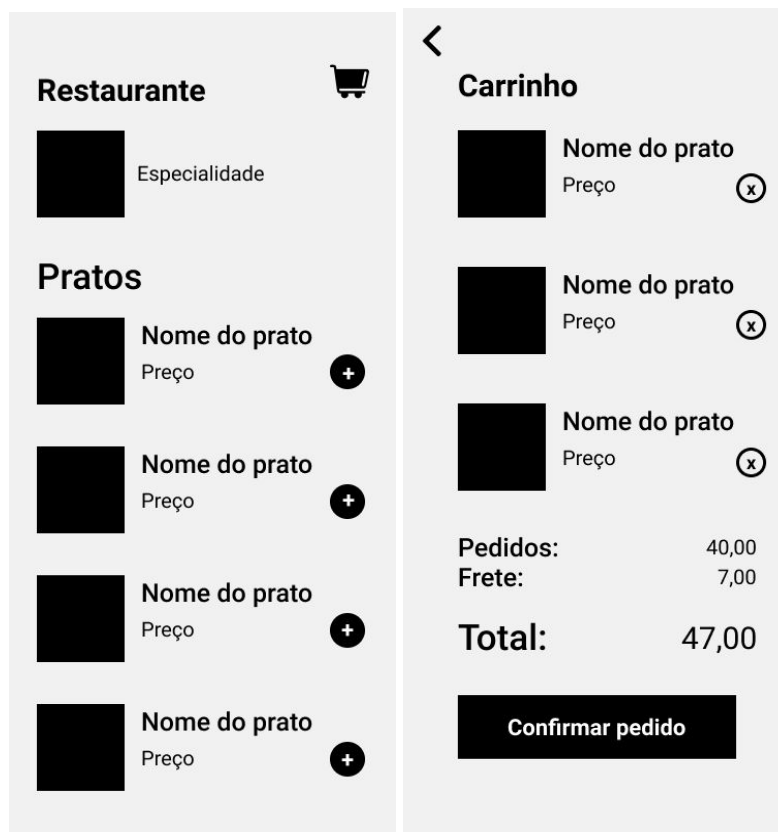 Restaurante
Especialidade
Pratos
Nome do prato
Preço
+
Nome do prato
Preço
+
Nome do prato
Preço
+
Nome do prato
Preço
+
Carrinho
Nome do prato
Preço
x
Nome do prato
Preço
x
Nome do prato
Preço
x
Pedidos: 40,00
Frete: 7,00
Total: 47,00
Confirmar pedido